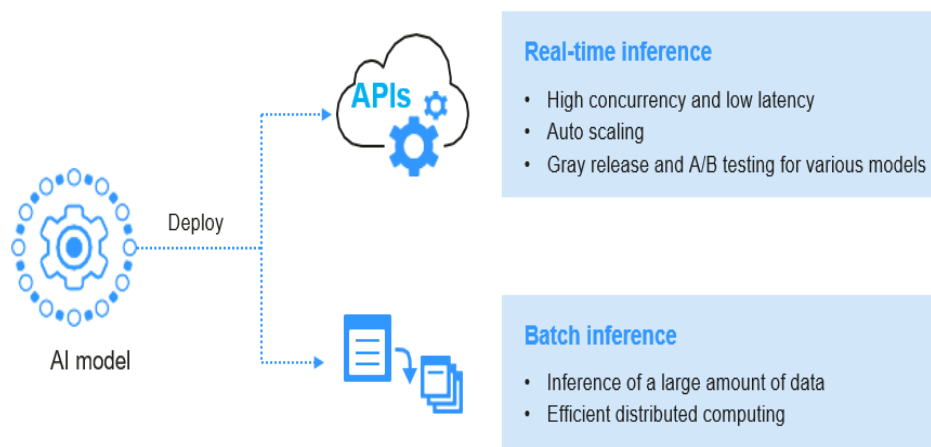 APIs
Real-time inference
• High concurrency and low latency
• Auto scaling
• Gray release and A/B testing for various models
Deploy
AI model
Batch inference
• Inference of a large amount of data
• Efficient distributed computing